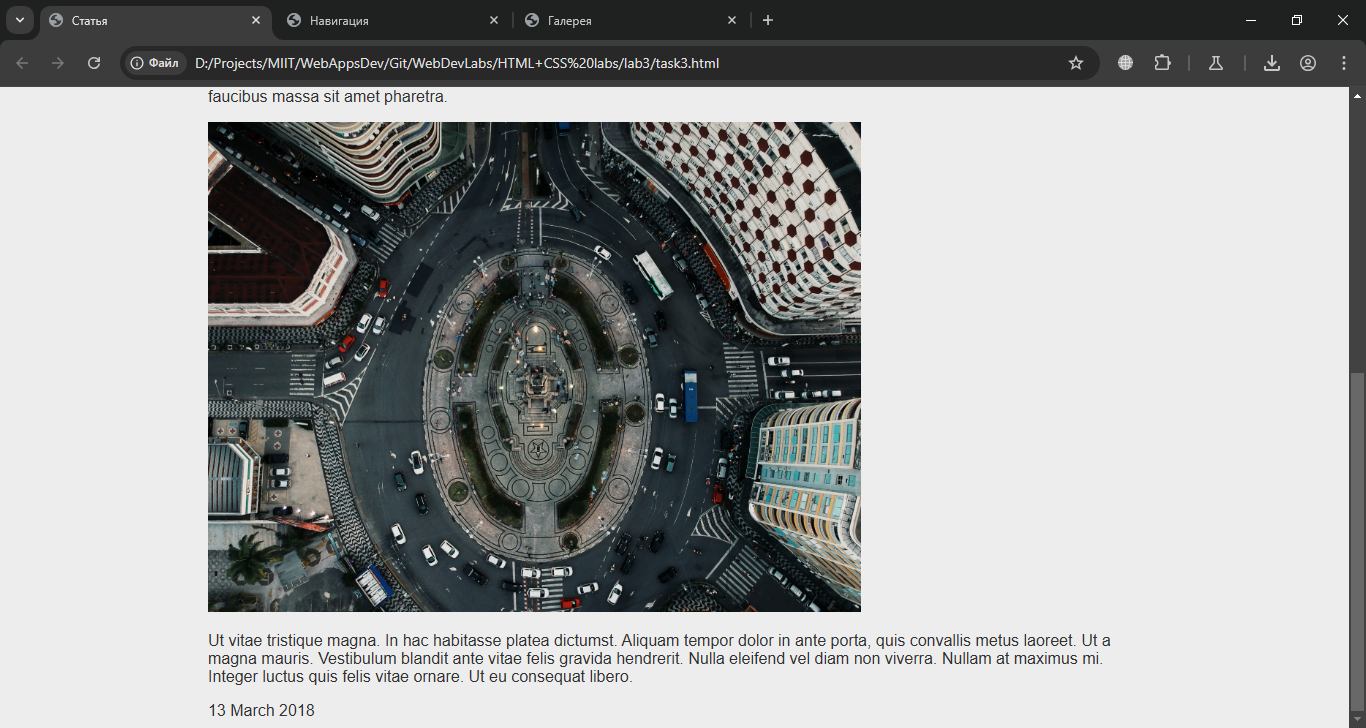 Статья
Навигация
Галерея
Файл
D:/Projects/MIIT/WebAppsDev/Git/WebDevLabs/HTML+CSS%20labs/lab3/task3.html
faucibus massa sit amet pharetra.
Ut vitae tristique magna. In hac habitasse platea dictumst. Aliquam tempor dolor in ante porta, quis convallis metus laoreet. Ut a
magna mauris. Vestibulum blandit ante vitae felis gravida hendrerit. Nulla eleifend vel diam non viverra. Nullam at maximus mi.
Integer luctus quis felis vitae ornare. Ut eu consequat libero.
13 March 2018